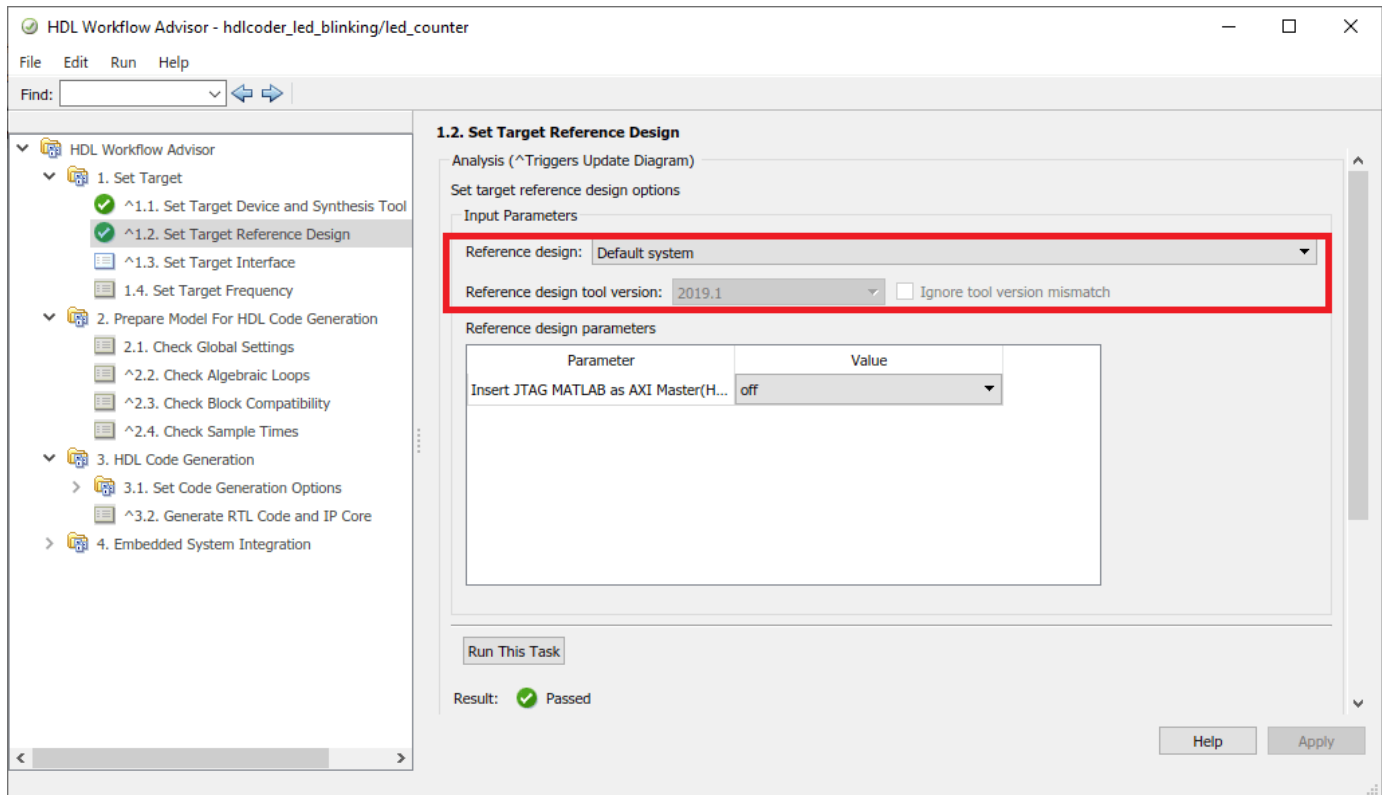 HDL Workflow Advisor - hdlcoder_led_blinking/led_counter
File Edit Run Help
Find:
HDL Workflow Advisor
1. Set Target
^1.1. Set Target Device and Synthesis Tool
^1.2. Set Target Reference Design
^1.3. Set Target Interface
1.4. Set Target Frequency
2. Prepare Model For HDL Code Generation
2.1. Check Global Settings
^2.2. Check Algebraic Loops
^2.3. Check Block Compatibility
^2.4. Check Sample Times
3. HDL Code Generation
3.1. Set Code Generation Options
^3.2. Generate RTL Code and IP Core
4. Embedded System Integration
1.2. Set Target Reference Design
Analysis (^Triggers Update Diagram)
Set target reference design options
Input Parameters
Reference design: Default system
Reference design tool version: 2019.1 Ignore tool version mismatch
Reference design parameters
Parameter Value
Insert JTAG MATLAB as AXI Master(H... off
Run This Task
Result: Passed
Help Apply